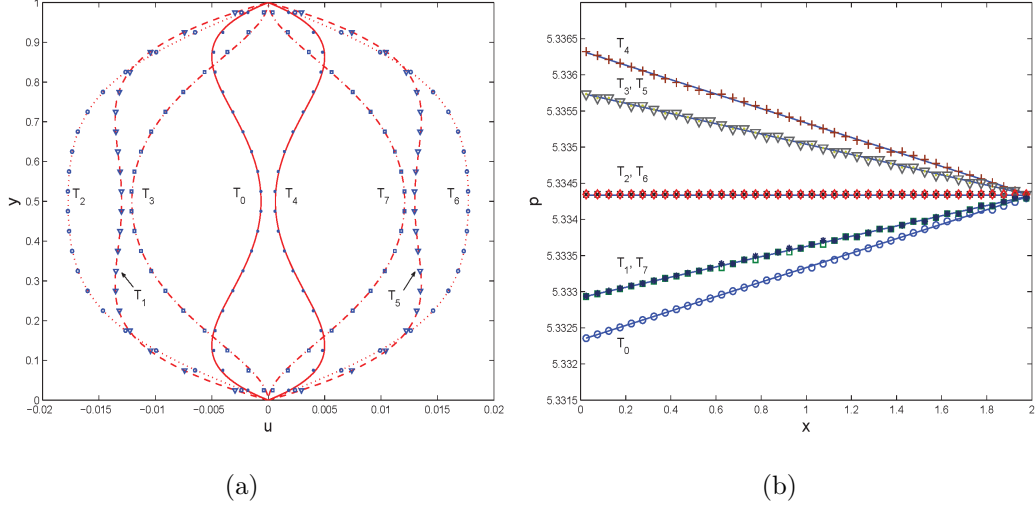 1
0.9
0.8
0.7
0.6
0.5
0.4
0.3
0.2
0.1
0
y
T2
T3
T0
T4
T7
T6
T1
T5
−0.02 −0.015 −0.01 −0.005 0 0.005 0.01 0.015 0.02
u
(a)
5.3365
5.336
5.3355
5.335
5.3345
5.334
5.3335
5.333
5.3325
5.332
5.3315
p
T4
T3, T5
T2, T6
T1, T7
T0
0 0.2 0.4 0.6 0.8 1 1.2 1.4 1.6 1.8 2
x
(b)